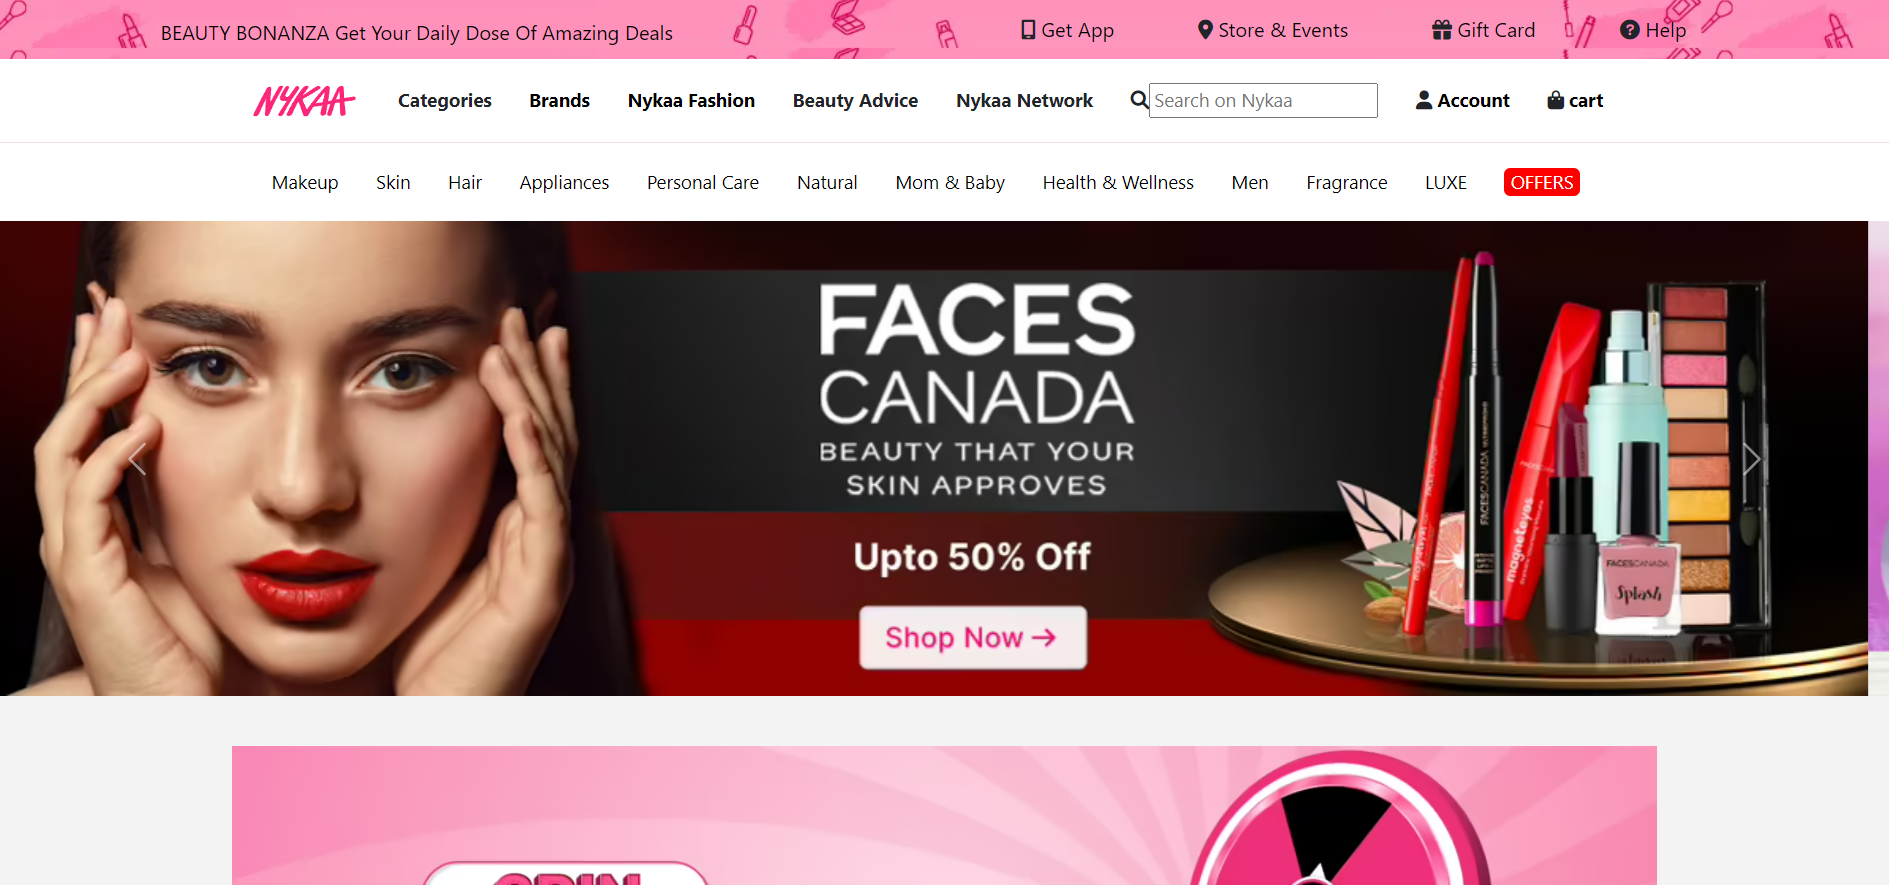 BEAUTY BONANZA Get Your Daily Dose Of Amazing Deals
Get App
Store & Events
Gift Card
Help
NYKAA
Categories
Brands
Nykaa Fashion
Beauty Advice
Nykaa Network
Search on Nykaa
Account
cart
Makeup
Skin
Hair
Appliances
Personal Care
Natural
Mom & Baby
Health & Wellness
Men
Fragrance
LUXE
OFFERS
FACES
CANADA
BEAUTY THAT YOUR
SKIN APPROVES
Upto 50% Off
Shop Now →
FACESCANADA
magneteyes
FACESCANADA
Splash
SPIN